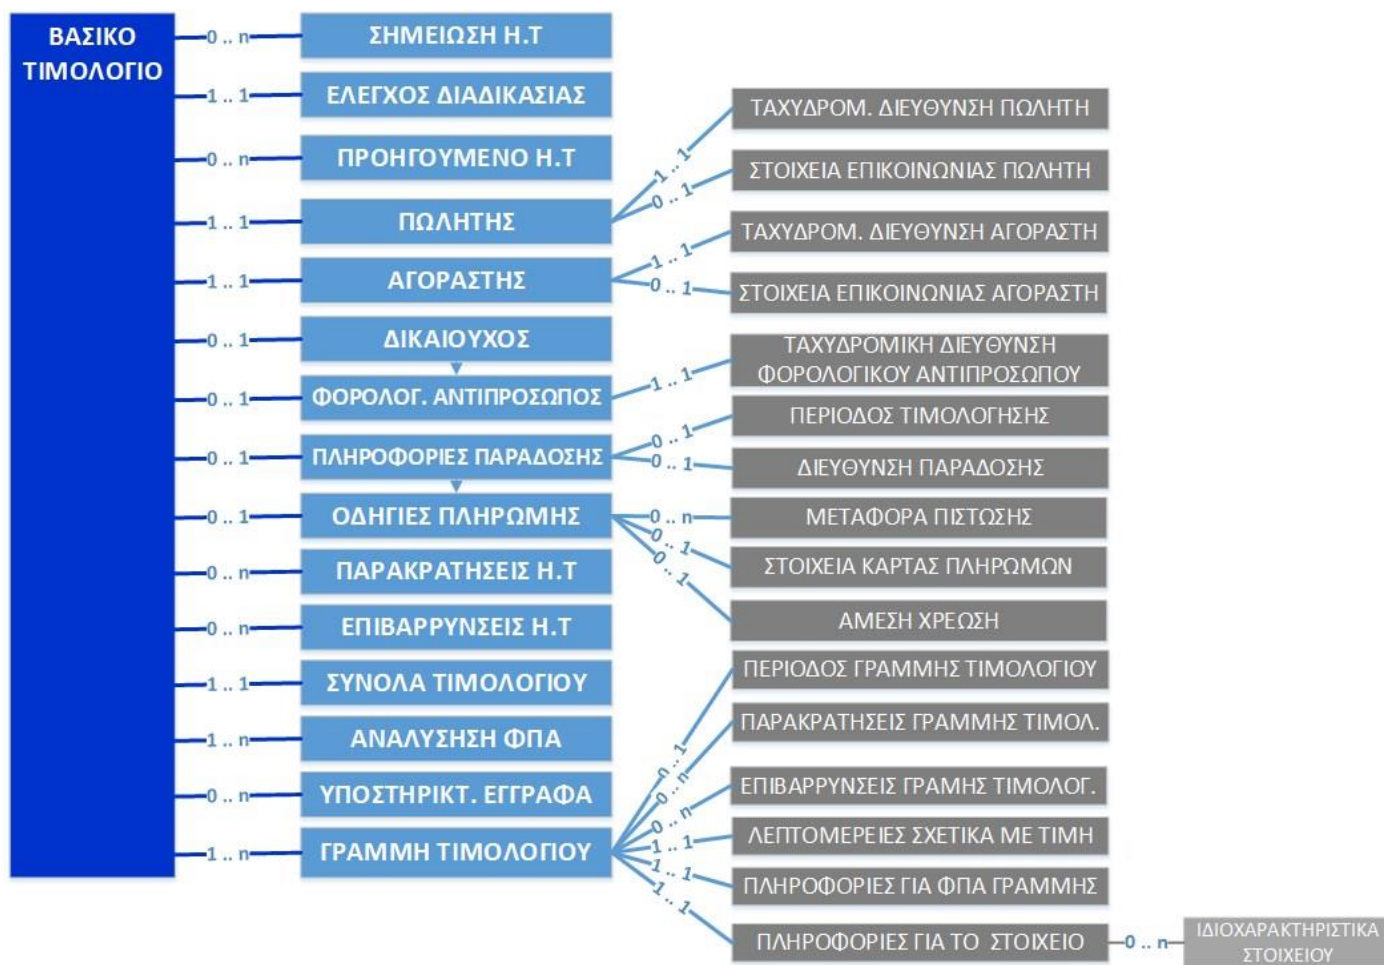 ΒΑΣΙΚΟ
ΤΙΜΟΛΟΓΙΟ
0 .. n
ΣΗΜΕΙΩΣΗ Η.Τ
1 .. 1
ΕΛΕΓΧΟΣ ΔΙΑΔΙΚΑΣΙΑΣ
0 .. n
ΠΡΟΗΓΟΥΜΕΝΟ Η.Τ
1 .. 1
ΠΩΛΗΤΗΣ
1 .. 1
ΤΑΧΥΔΡΟΜ. ΔΙΕΥΘΥΝΣΗ ΠΩΛΗΤΗ
0 .. 1
ΣΤΟΙΧΕΙΑ ΕΠΙΚΟΙΝΩΝΙΑΣ ΠΩΛΗΤΗ
1 .. 1
ΑΓΟΡΑΣΤΗΣ
1 .. 1
ΤΑΧΥΔΡΟΜ. ΔΙΕΥΘΥΝΣΗ ΑΓΟΡΑΣΤΗ
0 .. 1
ΣΤΟΙΧΕΙΑ ΕΠΙΚΟΙΝΩΝΙΑΣ ΑΓΟΡΑΣΤΗ
0 .. 1
ΔΙΚΑΙΟΥΧΟΣ
0 .. 1
ΦΟΡΟΛΟΓ. ΑΝΤΙΠΡΟΣΩΠΟΣ
1 .. 1
ΤΑΧΥΔΡΟΜΙΚΗ ΔΙΕΥΘΥΝΣΗ
ΦΟΡΟΛΟΓΙΚΟΥ ΑΝΤΙΠΡΟΣΩΠΟΥ
0 .. 1
ΠΛΗΡΟΦΟΡΙΕΣ ΠΑΡΑΔΟΣΗΣ
0 .. 1
ΠΕΡΙΟΔΟΣ ΤΙΜΟΛΟΓΗΣΗΣ
0 .. 1
ΔΙΕΥΘΥΝΣΗ ΠΑΡΑΔΟΣΗΣ
0 .. 1
ΟΔΗΓΙΕΣ ΠΛΗΡΩΜΗΣ
0 .. n
ΜΕΤΑΦΟΡΑ ΠΙΣΤΩΣΗΣ
0 .. 1
ΣΤΟΙΧΕΙΑ ΚΑΡΤΑΣ ΠΛΗΡΩΜΩΝ
0 .. 1
ΑΜΕΣΗ ΧΡΕΩΣΗ
0 .. n
ΠΑΡΑΚΡΑΤΗΣΕΙΣ Η.Τ
0 .. n
ΕΠΙΒΑΡΡΥΝΣΕΙΣ Η.Τ
1 .. 1
ΣΥΝΟΛΑ ΤΙΜΟΛΟΓΙΟΥ
1 .. n
ΑΝΑΛΥΣΗΣΗ ΦΠΑ
0 .. n
ΥΠΟΣΤΗΡΙΚΤ. ΕΓΓΡΑΦΑ
1 .. n
ΓΡΑΜΜΗ ΤΙΜΟΛΟΓΙΟΥ
0 .. 1
ΠΕΡΙΟΔΟΣ ΓΡΑΜΜΗΣ ΤΙΜΟΛΟΓΙΟΥ
0 .. n
ΠΑΡΑΚΡΑΤΗΣΕΙΣ ΓΡΑΜΜΗΣ ΤΙΜΟΛ.
0 .. n
ΕΠΙΒΑΡΡΥΝΣΕΙΣ ΓΡΑΜΗΣ ΤΙΜΟΛΟΓ.
1 .. 1
ΛΕΠΤΟΜΕΡΕΙΕΣ ΣΧΕΤΙΚΑ ΜΕ ΤΙΜΗ
1 .. 1
ΠΛΗΡΟΦΟΡΙΕΣ ΓΙΑ ΦΠΑ ΓΡΑΜΜΗΣ
1 .. 1
ΠΛΗΡΟΦΟΡΙΕΣ ΓΙΑ ΤΟ ΣΤΟΙΧΕΙΟ
0 .. n
ΙΔΙΟΧΑΡΑΚΤΗΡΙΣΤΙΚΑ
ΣΤΟΙΧΕΙΟΥ